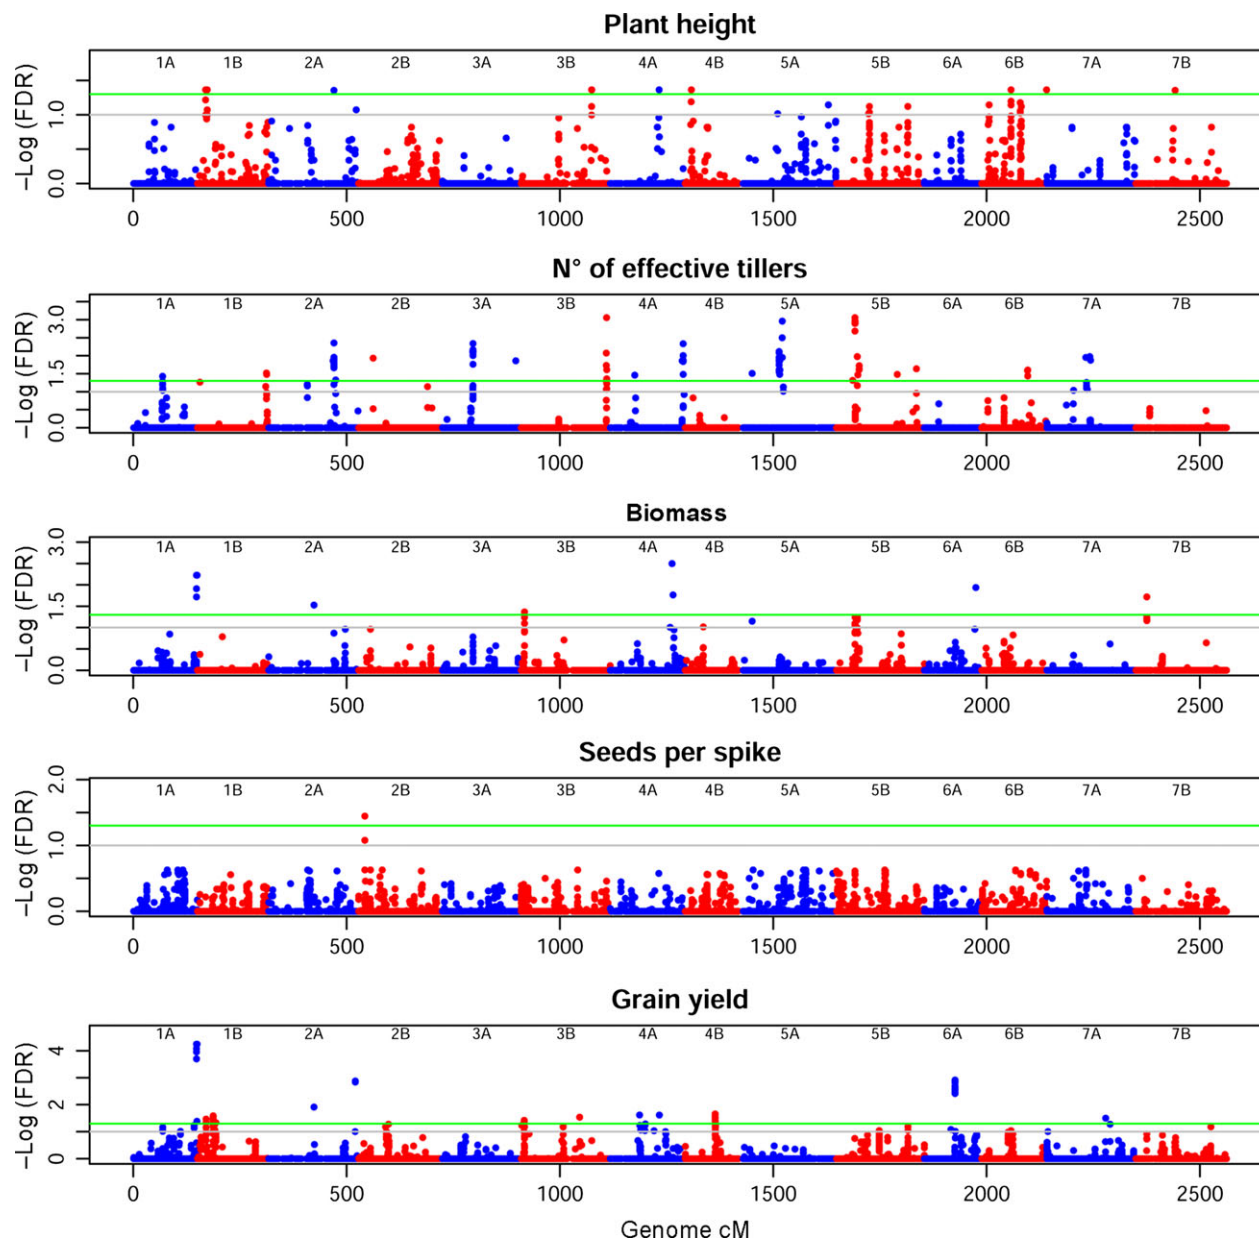 Plant height
1A 1B 2A 2B 3A 3B 4A 4B 5A 5B 6A 6B 7A 7B
−Log (FDR)
1.0
0.0
0 500 1000 1500 2000 2500
N° of effective tillers
1A 1B 2A 2B 3A 3B 4A 4B 5A 5B 6A 6B 7A 7B
−Log (FDR)
3.0
1.5
0.0
0 500 1000 1500 2000 2500
Biomass
1A 1B 2A 2B 3A 3B 4A 4B 5A 5B 6A 6B 7A 7B
−Log (FDR)
3.0
1.5
0.0
0 500 1000 1500 2000 2500
Seeds per spike
1A 1B 2A 2B 3A 3B 4A 4B 5A 5B 6A 6B 7A 7B
−Log (FDR)
2.0
1.0
0.0
0 500 1000 1500 2000 2500
Grain yield
1A 1B 2A 2B 3A 3B 4A 4B 5A 5B 6A 6B 7A 7B
−Log (FDR)
4
2
0
0 500 1000 1500 2000 2500
Genome cM